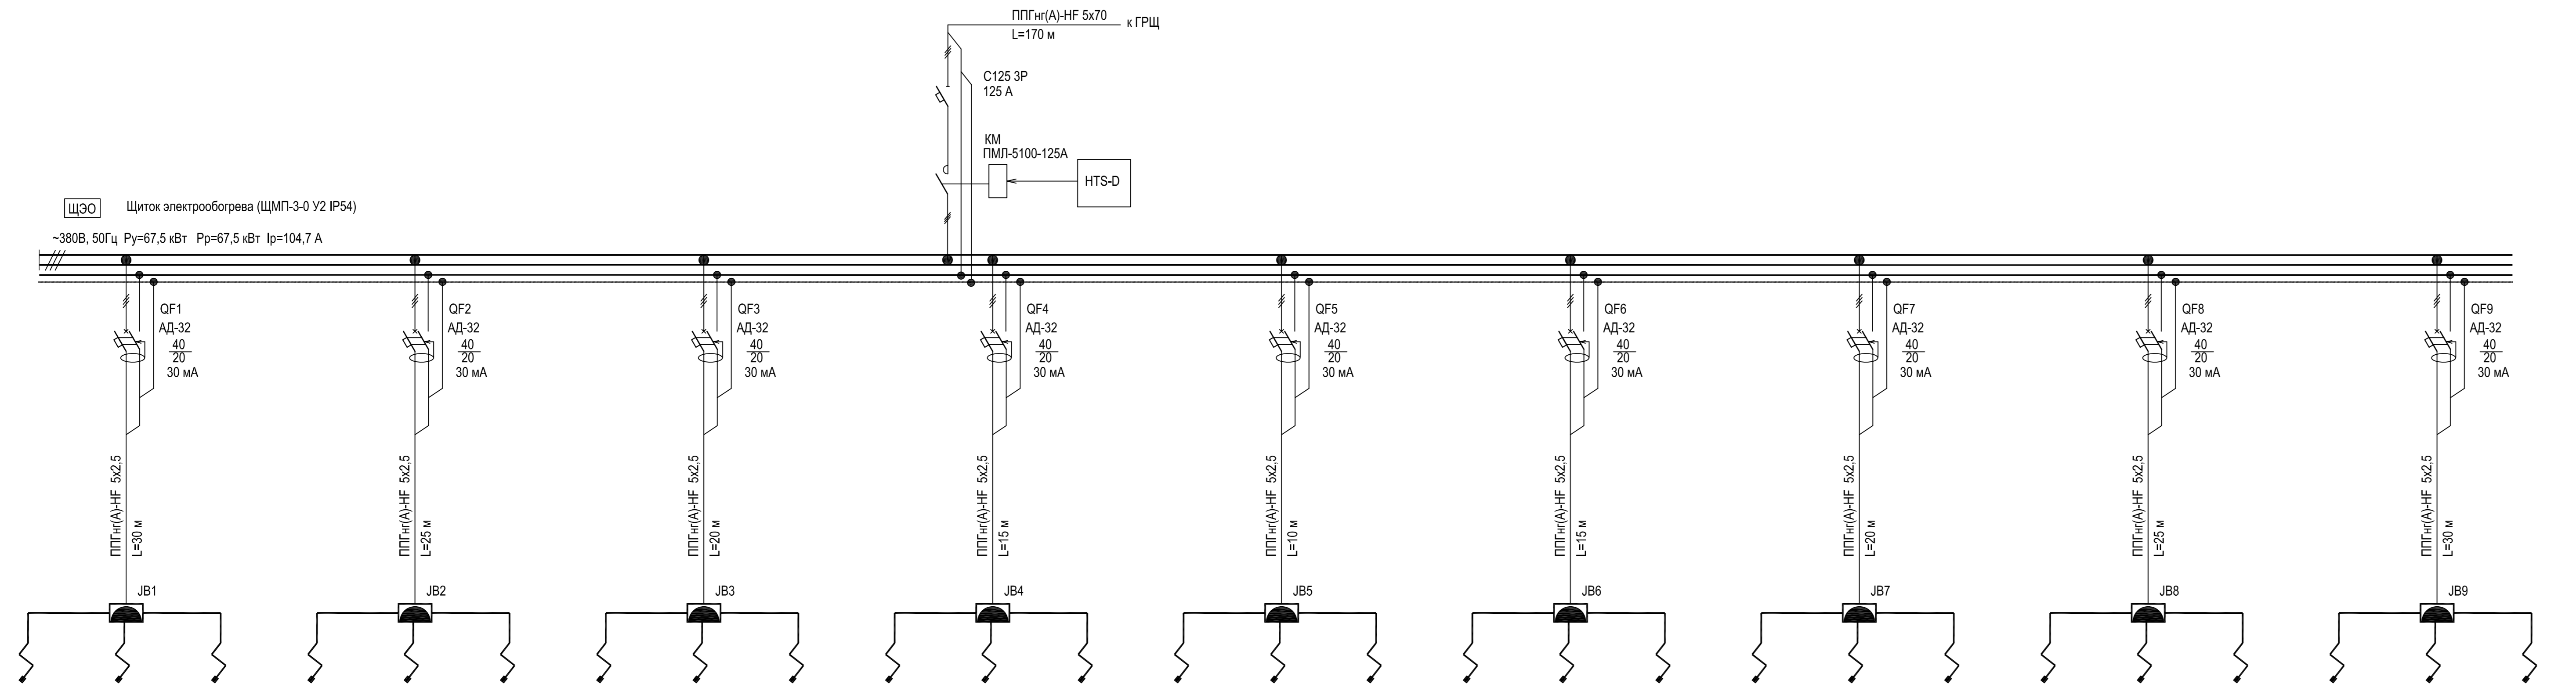 ППГнг(А)-HF 5х70
к ГРЩ
L=170 м
С125 3Р
125 А
КМ
ПМЛ-5100-125А
HTS-D
ЩЭО Щиток электрообогрева (ЩМП-3-0 У2 IP54)
~380В, 50Гц Ру=67,5 кВт Рр=67,5 кВт Iр=104,7 А
QF1
АД-32
40
20
30 мА
QF2
АД-32
40
20
30 мА
QF3
АД-32
40
20
30 мА
QF4
АД-32
40
20
30 мА
QF5
АД-32
40
20
30 мА
QF6
АД-32
40
20
30 мА
QF7
АД-32
40
20
30 мА
QF8
АД-32
40
20
30 мА
QF9
АД-32
40
20
30 мА
ППГнг(А)-HF 5х2,5
L=30 м
ППГнг(А)-HF 5х2,5
L=25 м
ППГнг(А)-HF 5х2,5
L=20 м
ППГнг(А)-HF 5х2,5
L=15 м
ППГнг(А)-HF 5х2,5
L=10 м
ППГнг(А)-HF 5х2,5
L=15 м
ППГнг(А)-HF 5х2,5
L=20 м
ППГнг(А)-HF 5х2,5
L=25 м
ППГнг(А)-HF 5х2,5
L=30 м
JB1
JB2
JB3
JB4
JB5
JB6
JB7
JB8
JB9